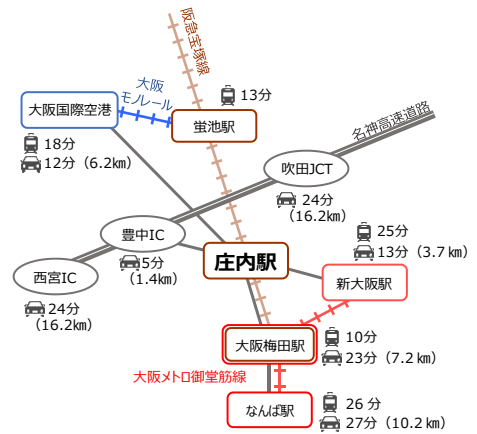 阪急宝塚線
大阪
モノレール
13分
大阪国際空港
蛍池駅
名神高速道路
18分
12分（6.2㎞）
吹田JCT
24分
（16.2㎞）
豊中IC
25分
13分（3.7㎞）
5分
（1.4㎞）
庄内駅
西宮IC
新大阪駅
24分
（16.2㎞）
10分
大阪梅田駅
23分（7.2㎞）
大阪メトロ御堂筋線
なんば駅
26分
27分（10.2㎞）